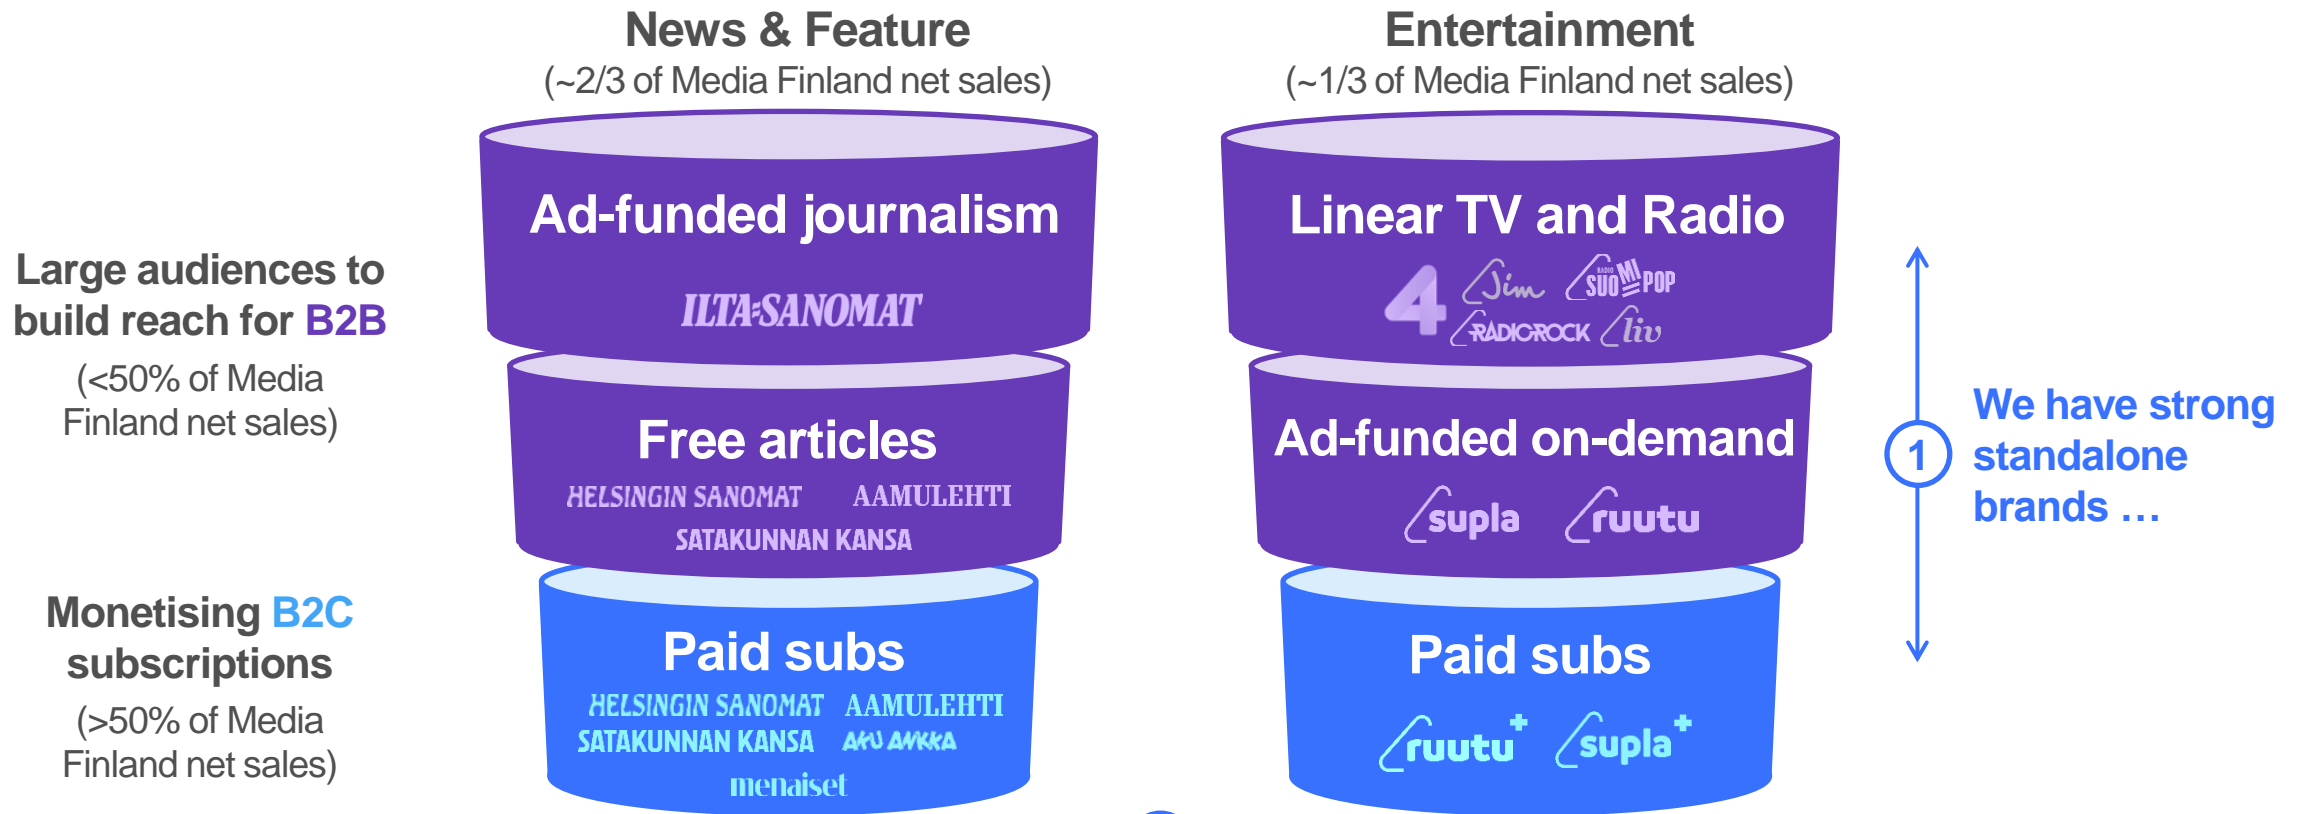 News & Feature
(~2/3 of Media Finland net sales)
Entertainment
(~1/3 of Media Finland net sales)
Large audiences to
build reach for B2B
(<50% of Media
Finland net sales)
Monetising B2C
subscriptions
(>50% of Media
Finland net sales)
Ad-funded journalism
ILTA-SANOMAT
Free articles
HELSINGIN SANOMAT AAMULEHTI
SATAKUNNAN KANSA
Paid subs
HELSINGIN SANOMAT AAMULEHTI
SATAKUNNAN KANSA AKU ANKKA
menaiset
Linear TV and Radio
4 Jim RADIO SUOMIPOP
RADIO ROCK liv
Ad-funded on-demand
supla ruutu
Paid subs
ruutu+ supla+
1
We have strong
standalone
brands …